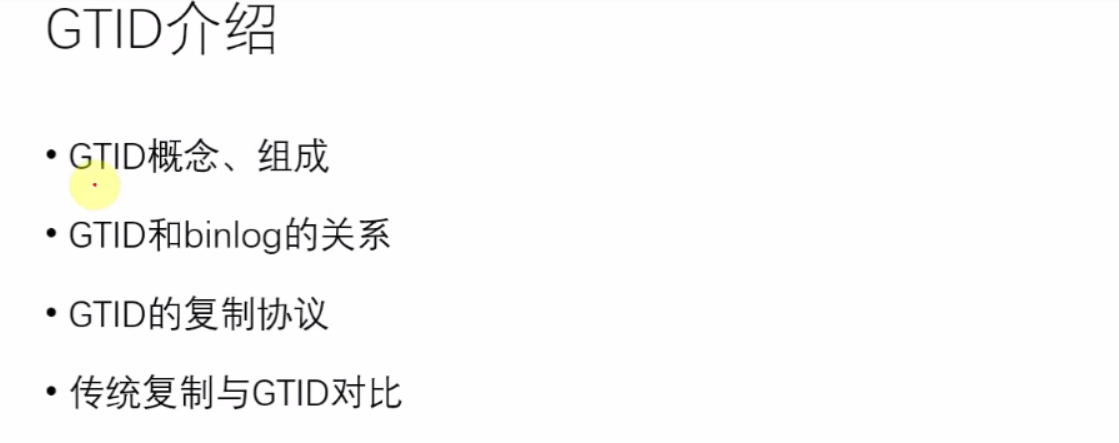 GTID介绍
• GTID概念、组成
• GTID和binlog的关系
• GTID的复制协议
• 传统复制与GTID对比